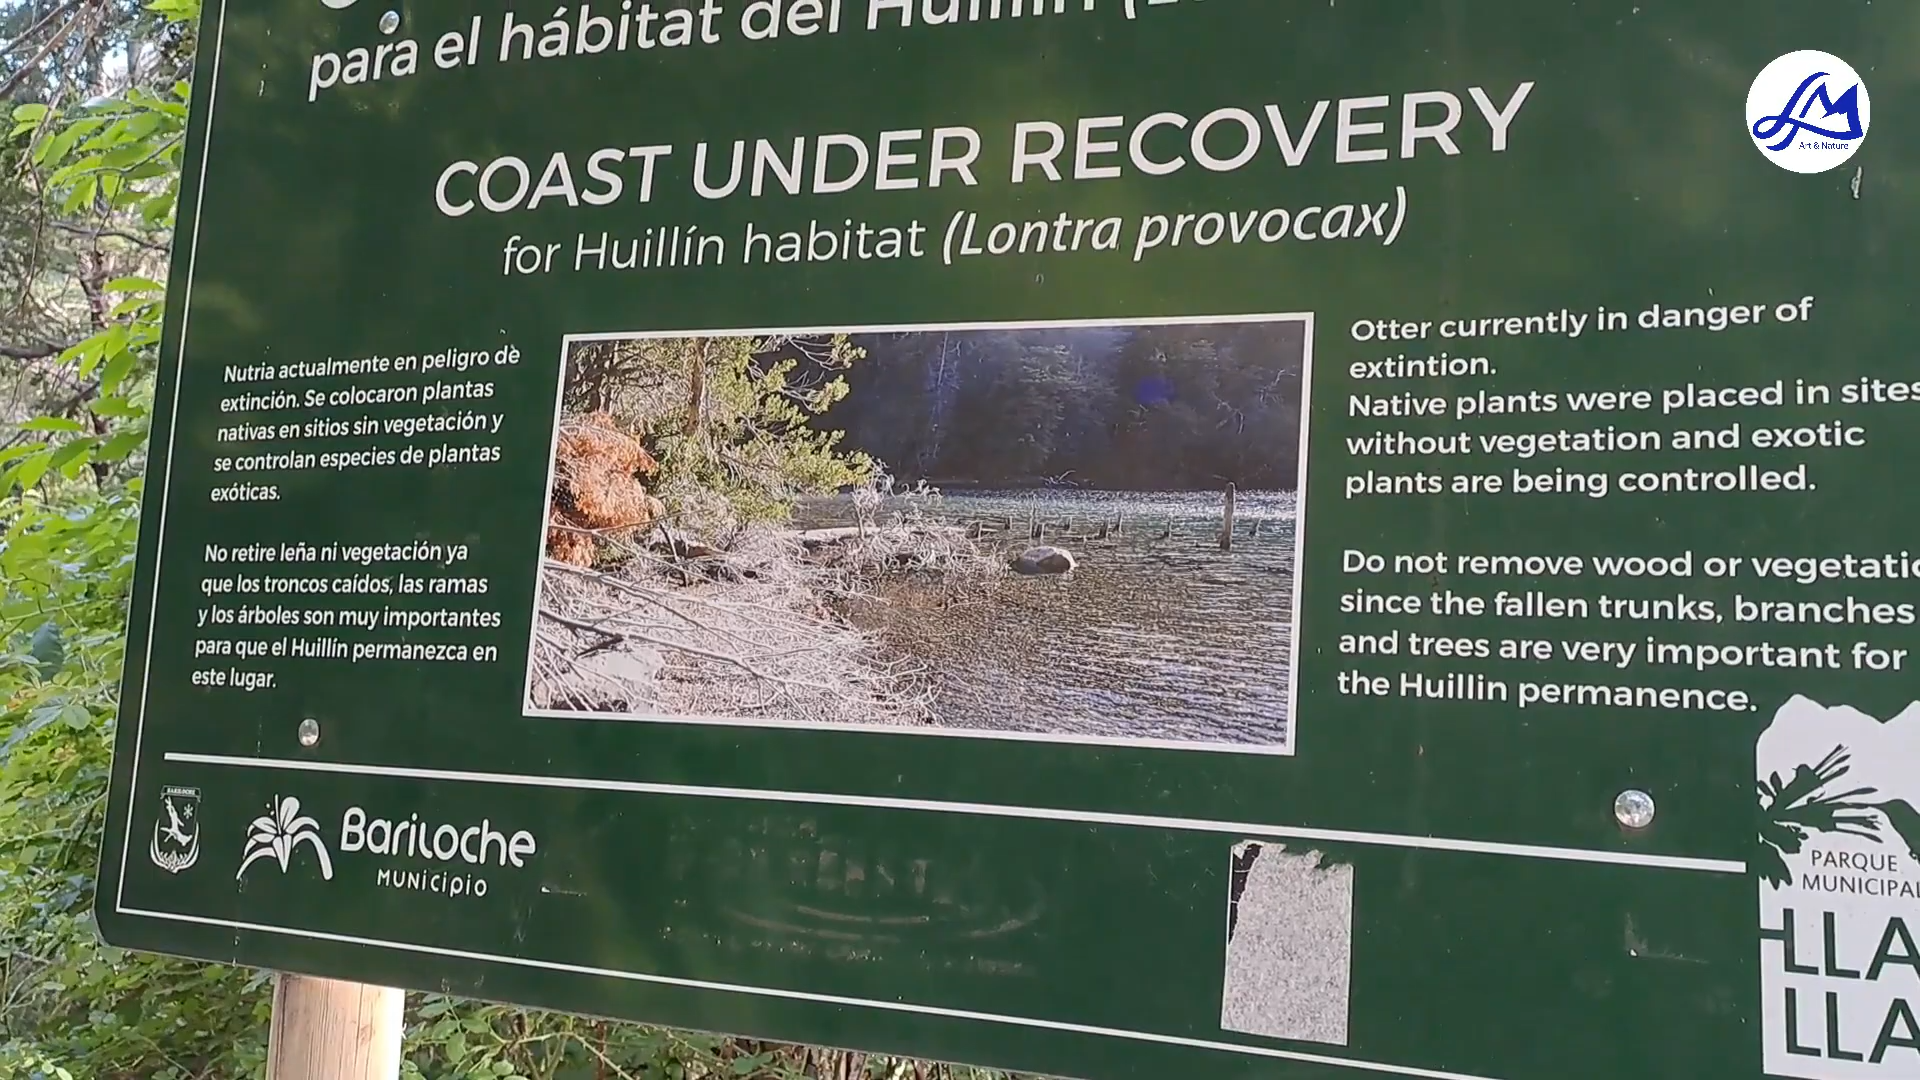 para el hábitat del Huillín
COAST UNDER RECOVERY
for Huillín habitat (Lontra provocax)
Nutria actualmente en peligro de
extinción. Se colocaron plantas
nativas en sitios sin vegetación y
se controlan especies de plantas
exóticas.
No retire leña ni vegetación ya
que los troncos caídos, las ramas
y los árboles son muy importantes
para que el Huillín permanezca en
este lugar.
Otter currently in danger of
extintion.
Native plants were placed in sites
without vegetation and exotic
plants are being controlled.
Do not remove wood or vegetatio
since the fallen trunks, branches
and trees are very important for
the Huillin permanence.
BARILOCHE
Bariloche
MUNICIPIO
PARQUE
MUNICIPAL
LLA
LLA
LM
Art & Nature